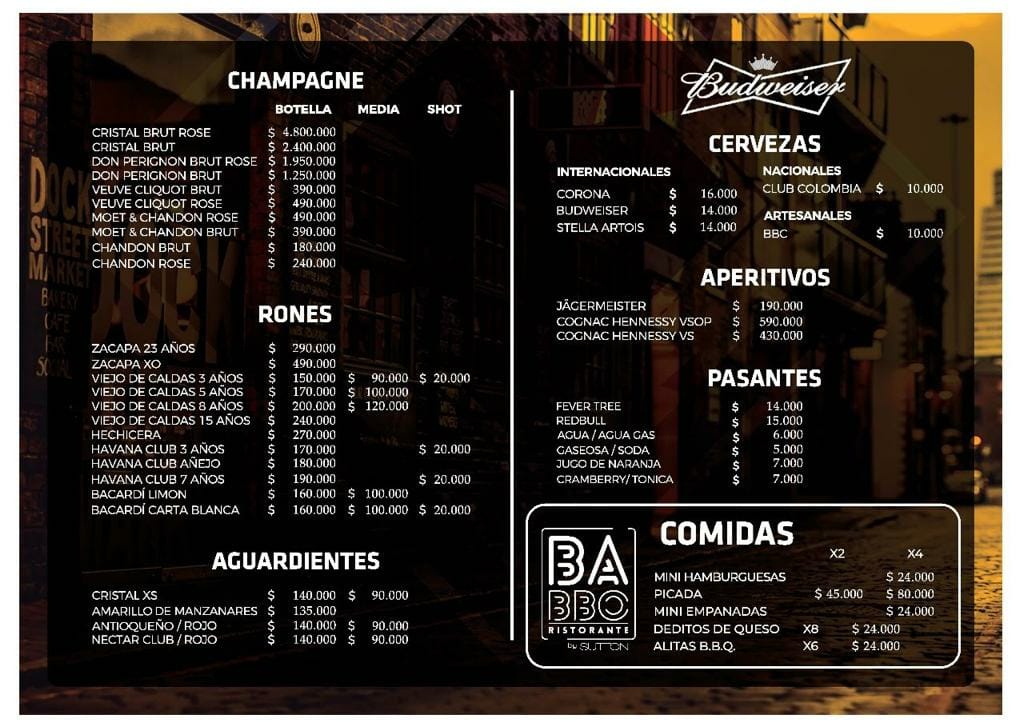 CHAMPAGNE
BOTELLA MEDIA SHOT
CRISTAL BRUT ROSE $ 4.800.000
CRISTAL BRUT $ 2.400.000
DON PERIGNON BRUT ROSE $ 1.950.000
DON PERIGNON BRUT $ 1.250.000
VEUVE CLIQUOT BRUT $ 390.000
VEUVE CLIQUOT ROSE $ 490.000
MOET & CHANDON ROSE $ 490.000
MOET & CHANDON BRUT $ 390.000
CHANDON BRUT $ 180.000
CHANDON ROSE $ 240.000
RONES
ZACAPA 23 AÑOS $ 290.000
ZACAPA XO $ 490.000
VIEJO DE CALDAS 3 AÑOS $ 150.000 $ 90.000 $ 20.000
VIEJO DE CALDAS 5 AÑOS $ 170.000 $ 100.000
VIEJO DE CALDAS 8 AÑOS $ 200.000 $ 120.000
VIEJO DE CALDAS 15 AÑOS $ 240.000
HECHICERA $ 270.000
HAVANA CLUB 3 AÑOS $ 170.000 $ 20.000
HAVANA CLUB AÑEJO $ 180.000
HAVANA CLUB 7 AÑOS $ 190.000 $ 20.000
BACARDÍ LIMON $ 160.000 $ 100.000
BACARDÍ CARTA BLANCA $ 160.000 $ 100.000 $ 20.000
AGUARDIENTES
CRISTAL XS $ 140.000 $ 90.000
AMARILLO DE MANZANARES $ 135.000
ANTIOQUEÑO / ROJO $ 140.000 $ 90.000
NECTAR CLUB / ROJO $ 140.000 $ 90.000
Budweiser
CERVEZAS
INTERNACIONALES
CORONA $ 16.000
BUDWEISER $ 14.000
STELLA ARTOIS $ 14.000
NACIONALES
CLUB COLOMBIA $ 10.000
ARTESANALES
BBC $ 10.000
APERITIVOS
JÄGERMEISTER $ 190.000
COGNAC HENNESSY VSOP $ 590.000
COGNAC HENNESSY VS $ 430.000
PASANTES
FEVER TREE $ 14.000
REDBULL $ 15.000
AGUA / AGUA GAS $ 6.000
GASEOSA / SODA $ 5.000
JUGO DE NARANJA $ 7.000
CRAMBERRY/ TONICA $ 7.000
BA
BBO
RISTORANTE
by SUTTON
COMIDAS
X2 X4
MINI HAMBURGUESAS $ 24.000
PICADA $ 45.000 $ 80.000
MINI EMPANADAS $ 24.000
DEDITOS DE QUESO X8 $ 24.000
ALITAS B.B.Q. X6 $ 24.000
DOCK
STREET
MARKET
BAKERY
CAFE
BAR
SOCIAL